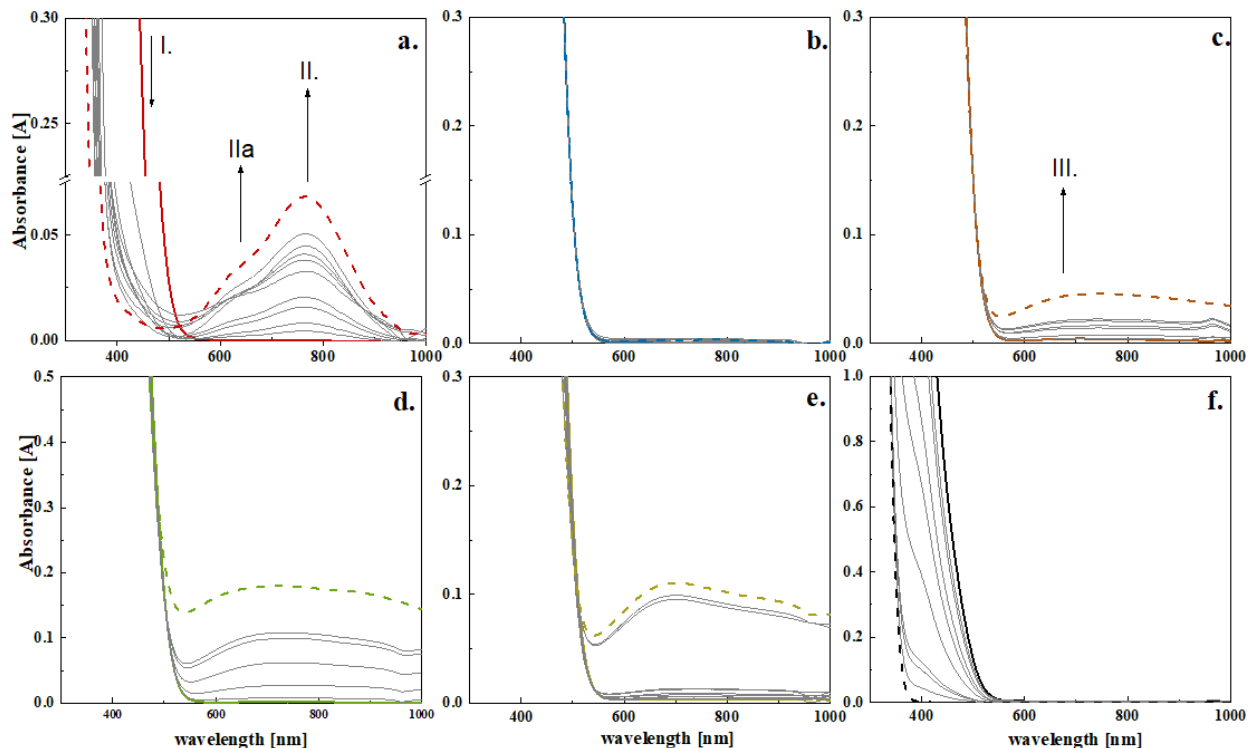 0.30
I.
a.
II.
0.25
IIa
0.05
0.00
Absorbance [A]
400 600 800 1000
0.3
b.
0.2
0.1
0.0
400 600 800 1000
0.3
c.
0.2
III.
0.1
0.0
400 600 800 1000
0.5
d.
0.4
0.3
0.2
0.1
0.0
Absorbance [A]
400 600 800 1000
wavelength [nm]
0.3
e.
0.2
0.1
0.0
400 600 800 1000
wavelength [nm]
1.0
f.
0.8
0.6
0.4
0.2
0.0
400 600 800 1000
wavelength [nm]